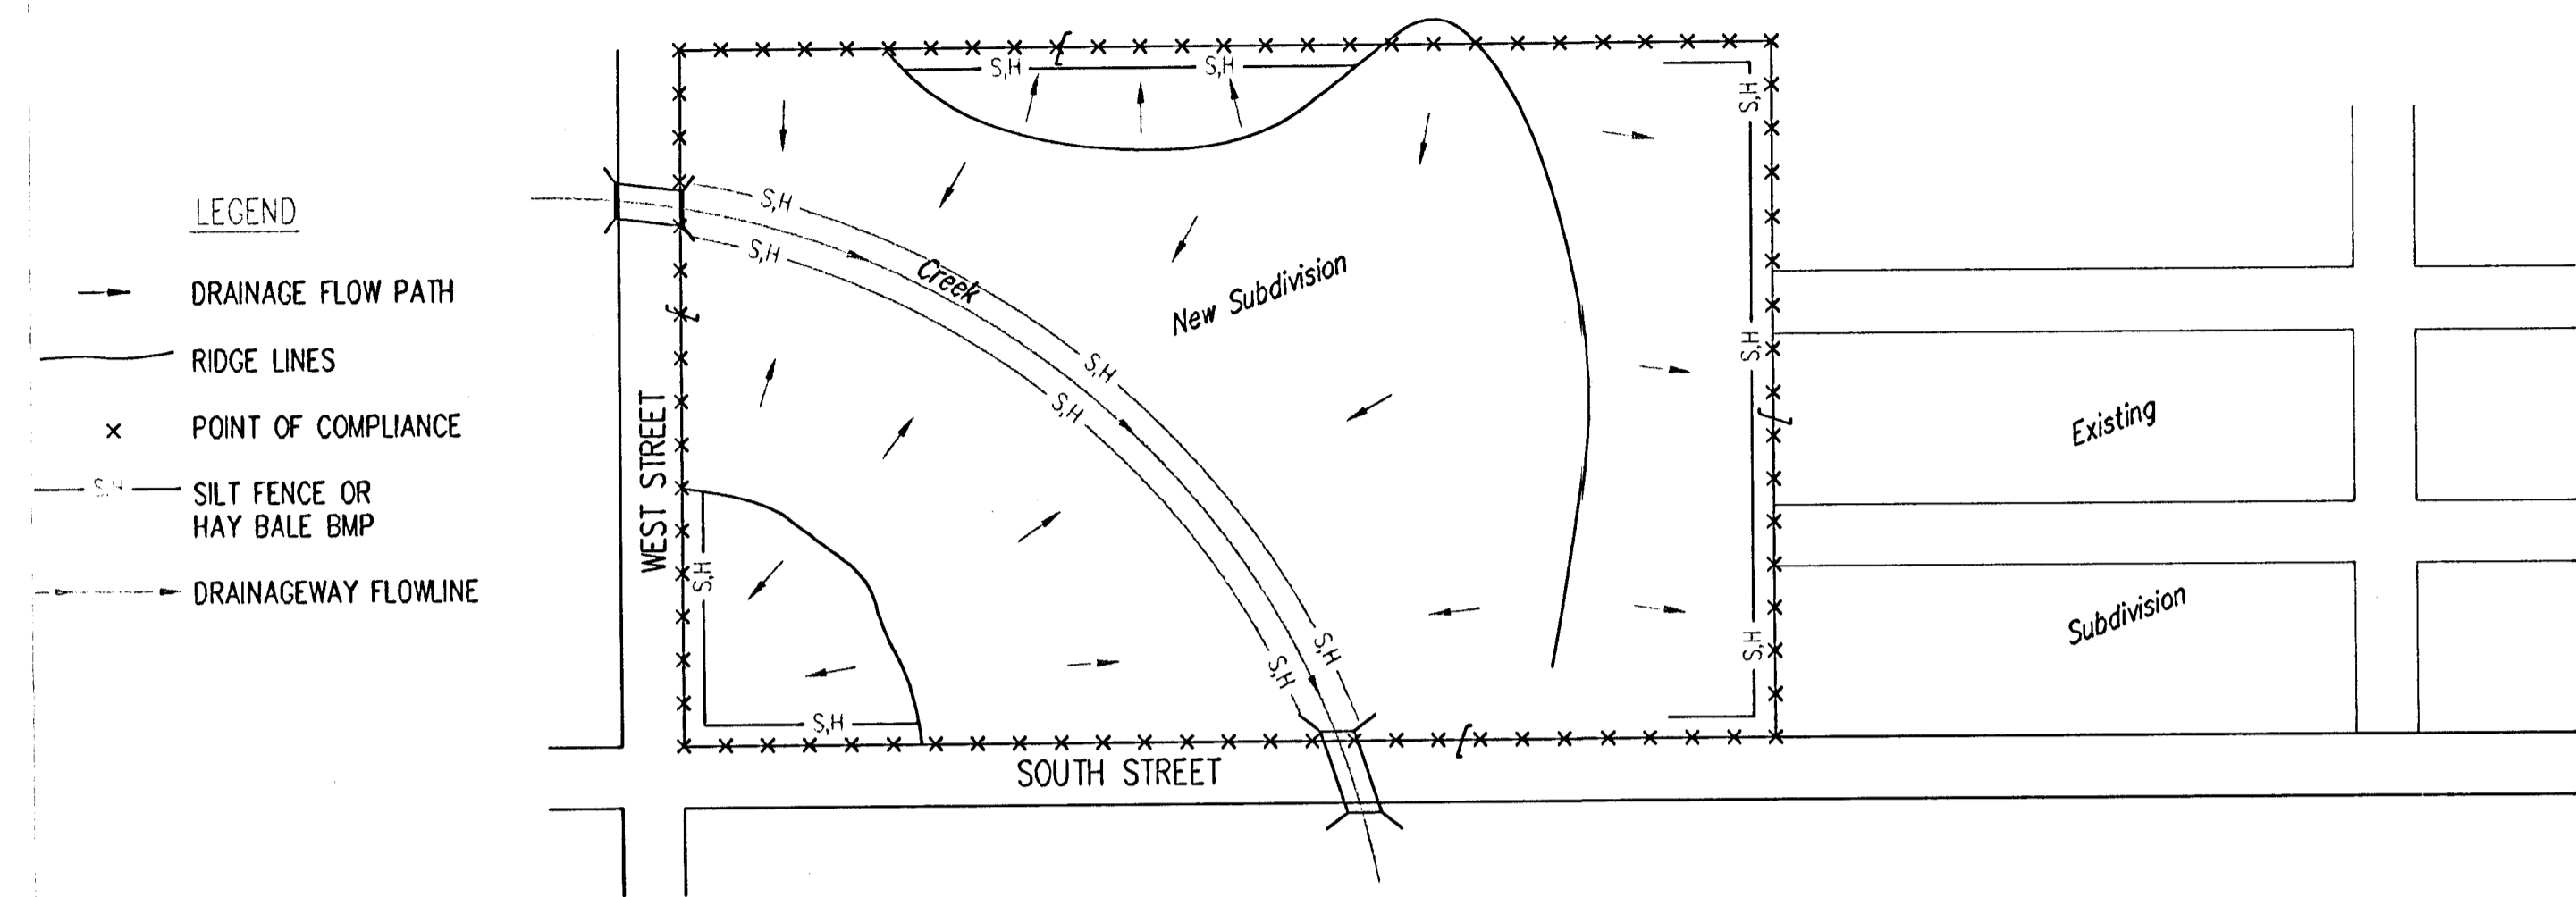 LEGEND
DRAINAGE FLOW PATH
RIDGE LINES
× POINT OF COMPLIANCE
S,H SILT FENCE OR
HAY BALE BMP
DRAINAGEWAY FLOWLINE
S,H
S,H
S,H
S,H
S,H
Creek
New Subdivision
S,H
S,H
S,H
WEST STREET
S,H
S,H
S,H
S,H
S,H
S,H
SOUTH STREET
Existing
Subdivision